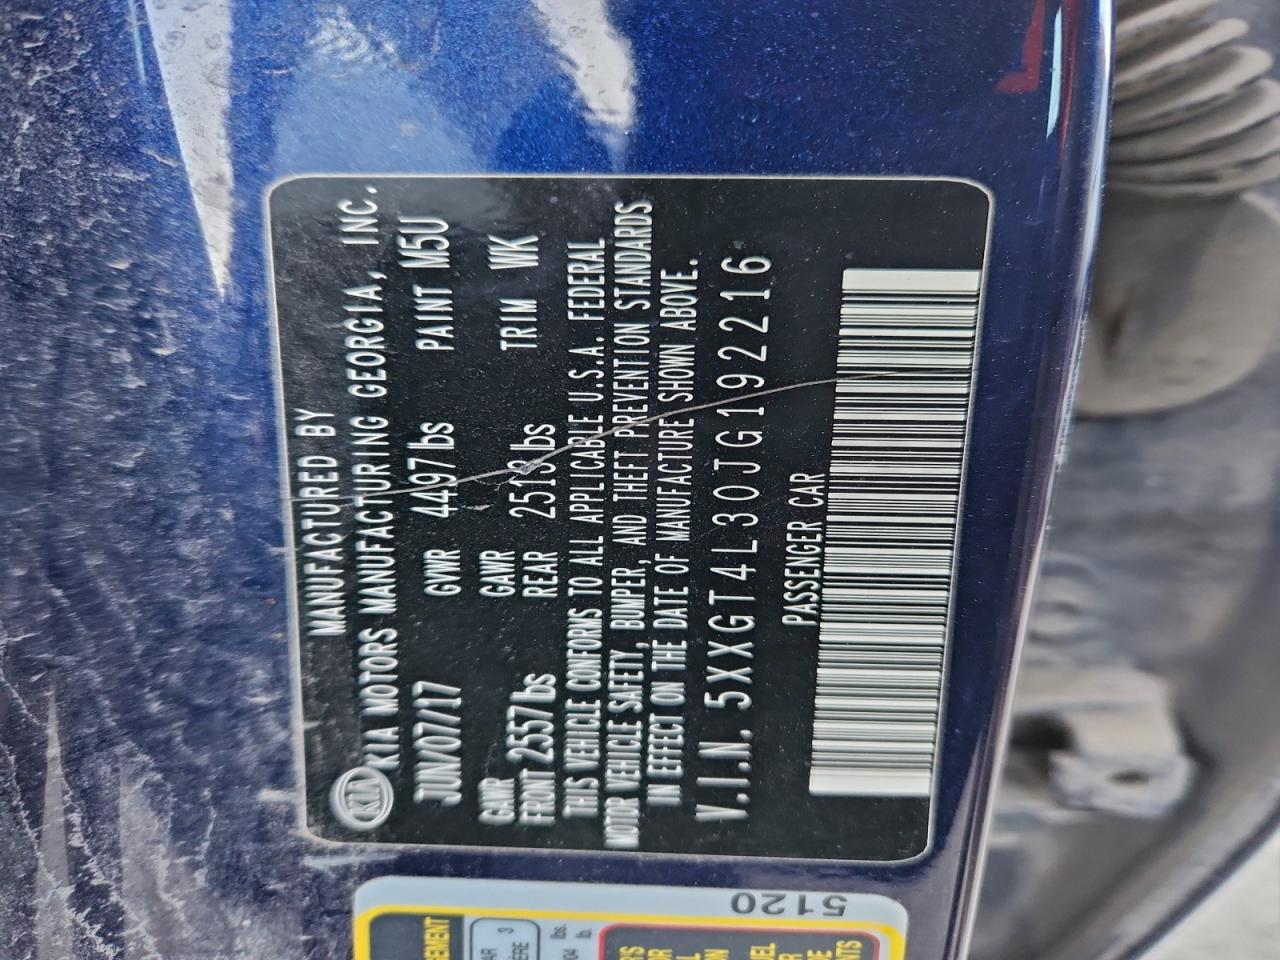 MANUFACTURED BY
KIA KIA MOTORS MANUFACTURING GEORGIA, INC.
JUN/07/17 GVWR 4497lbs PAINT M5U
GAWR FRONT 2557lbs GAWR REAR 2513lbs TRIM WK
THIS VEHICLE CONFORMS TO ALL APPLICABLE U.S.A. FEDERAL
MOTOR VEHICLE SAFETY, BUMPER, AND THEFT PREVENTION STANDARDS
IN EFFECT ON THE DATE OF MANUFACTURE SHOWN ABOVE.
V.I.N. 5XXGT4L30JG192216
PASSENGER CAR
5120